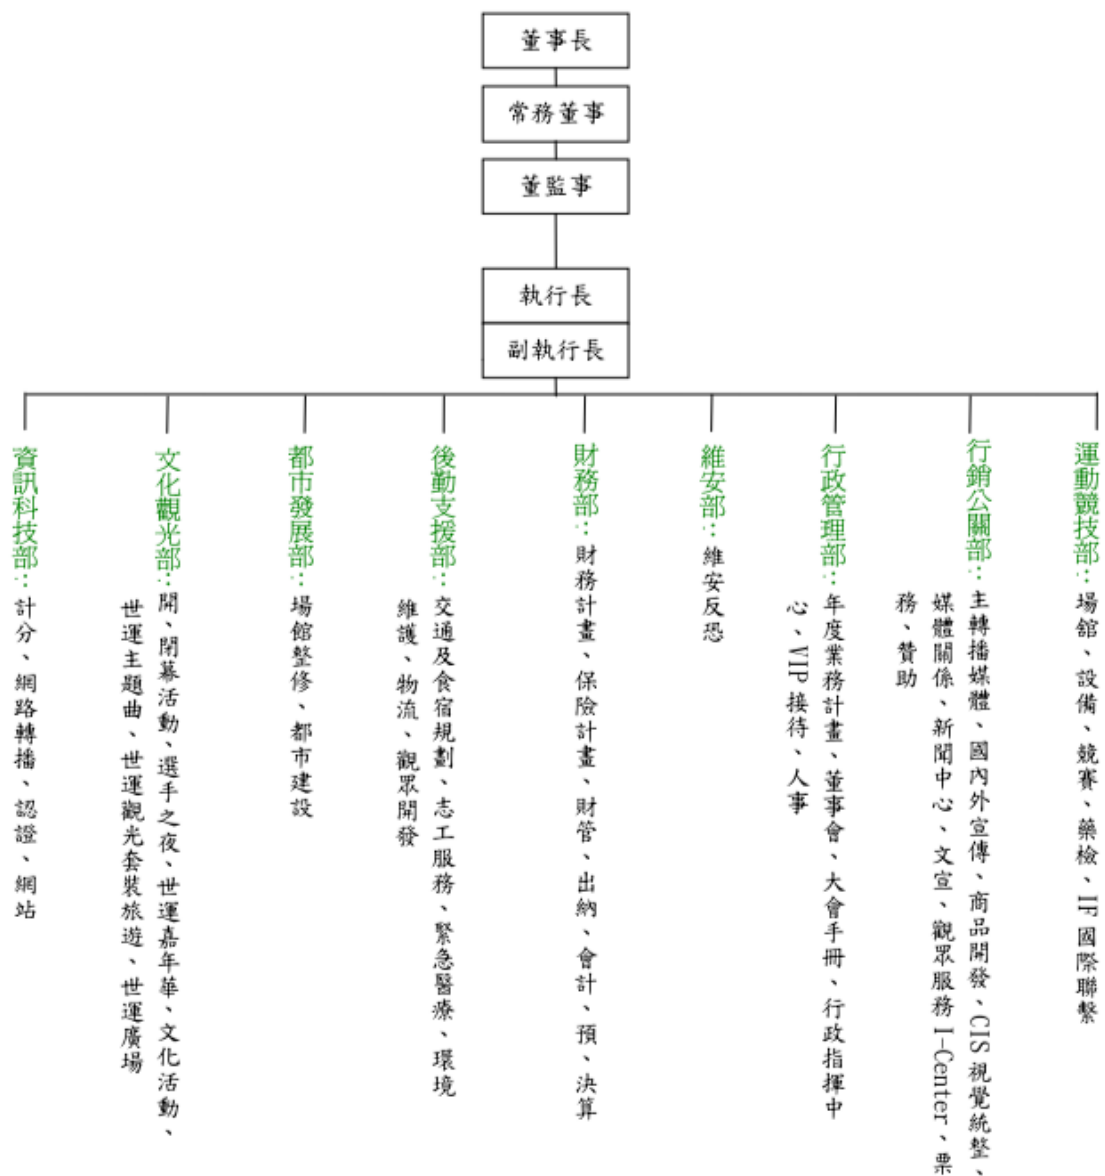 董事長
常務董事
董監事
執行長
副執行長
運動競技部：
場舘、設備、競賽、藥檢、IF 國際聯繫
行銷公關部：
主轉播媒體、國內外宣傳、商品開發、CIS 視覺統整、
媒體關係、新聞中心、文宣、觀眾服務 I-Center、票
務、贊助
行政管理部：
年度業務計畫、董事會、大會手冊、行政指揮中
心、VIP 接待、人事
維安部：
維安反恐
財務部：
財務計畫、保險計畫、財管、出納、會計、預、決算
後勤支援部：
交通及食宿規劃、志工服務、緊急醫療、環境
維護、物流、觀眾開發
都市發展部：
場館整修、都市建設
文化觀光部：
開、閉幕活動、選手之夜、世運嘉年華、文化活動、
世運主題曲、世運觀光套裝旅遊、世運廣場
資訊科技部：
計分、網路轉播、認證、網站